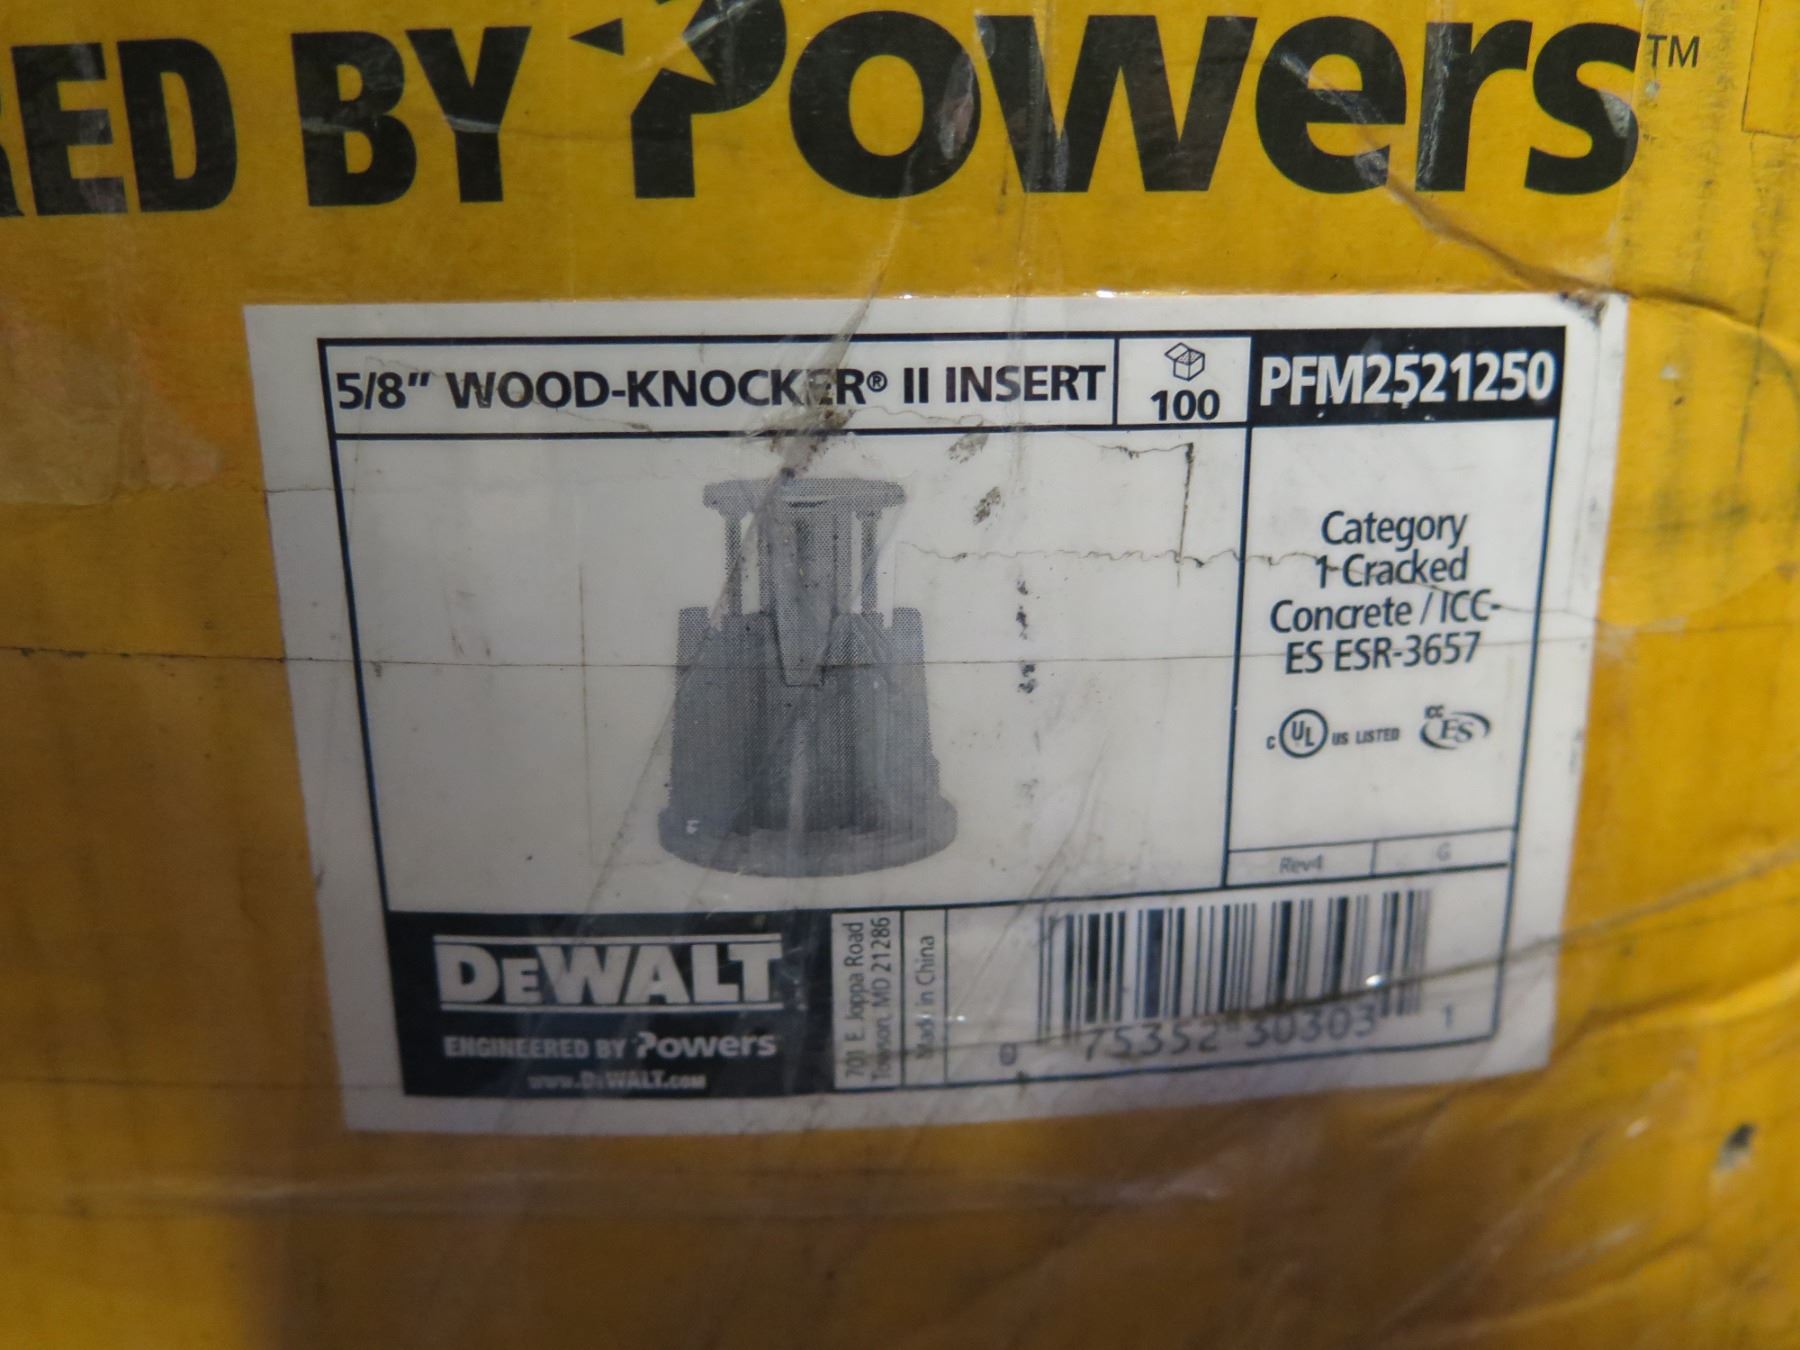 ED BY Powers™
5/8" WOOD-KNOCKER® II INSERT
100
PFM2521250
Category
1 Cracked
Concrete / ICC-
ES ESR-3657
C UL US LISTED
ICC ES
Rev4
G
DEWALT
ENGINEERED BY Powers
www.DEWALT.com
701 E. Joppa Road
Towson, MD 21286
Made in China
75352 30303 1